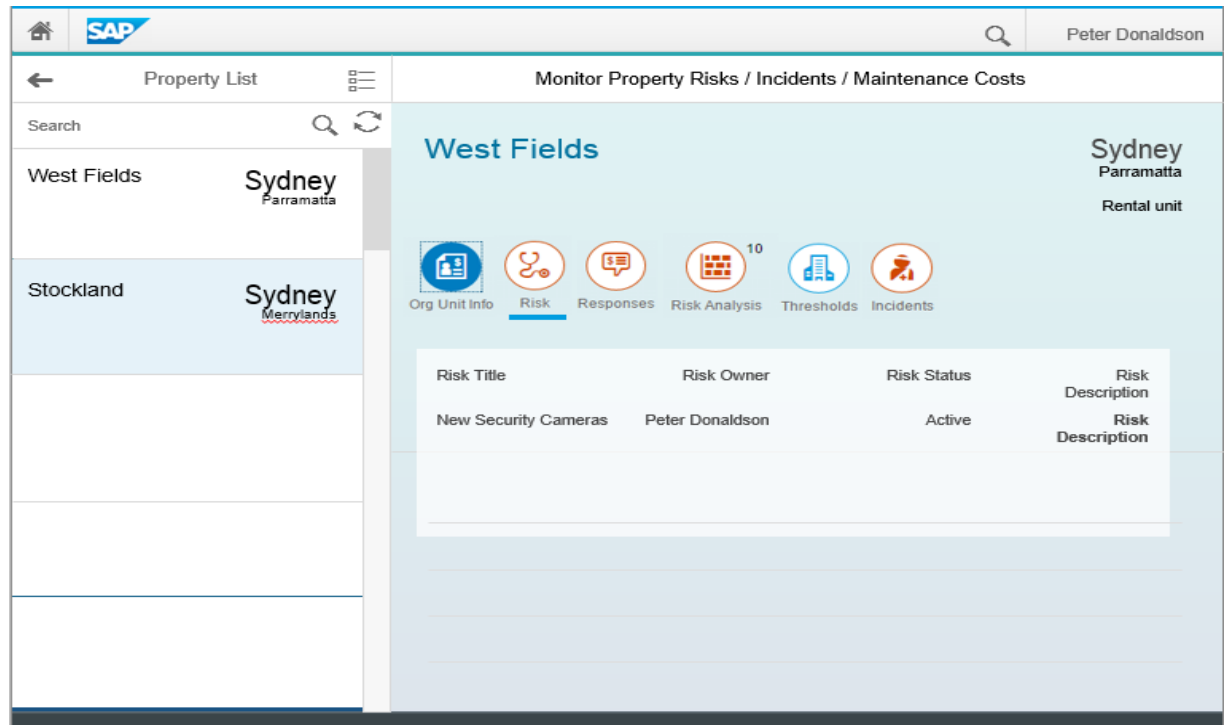 SAP
Peter Donaldson
Property List
Monitor Property Risks / Incidents / Maintenance Costs
Search
West Fields
Sydney
Parramatta
Stockland
Sydney
Merrylands
West Fields
Sydney
Parramatta
Rental unit
10
Org Unit Info
Risk
Responses
Risk Analysis
Thresholds
Incidents
Risk Title
Risk Owner
Risk Status
Risk
Description
New Security Cameras
Peter Donaldson
Active
Risk
Description